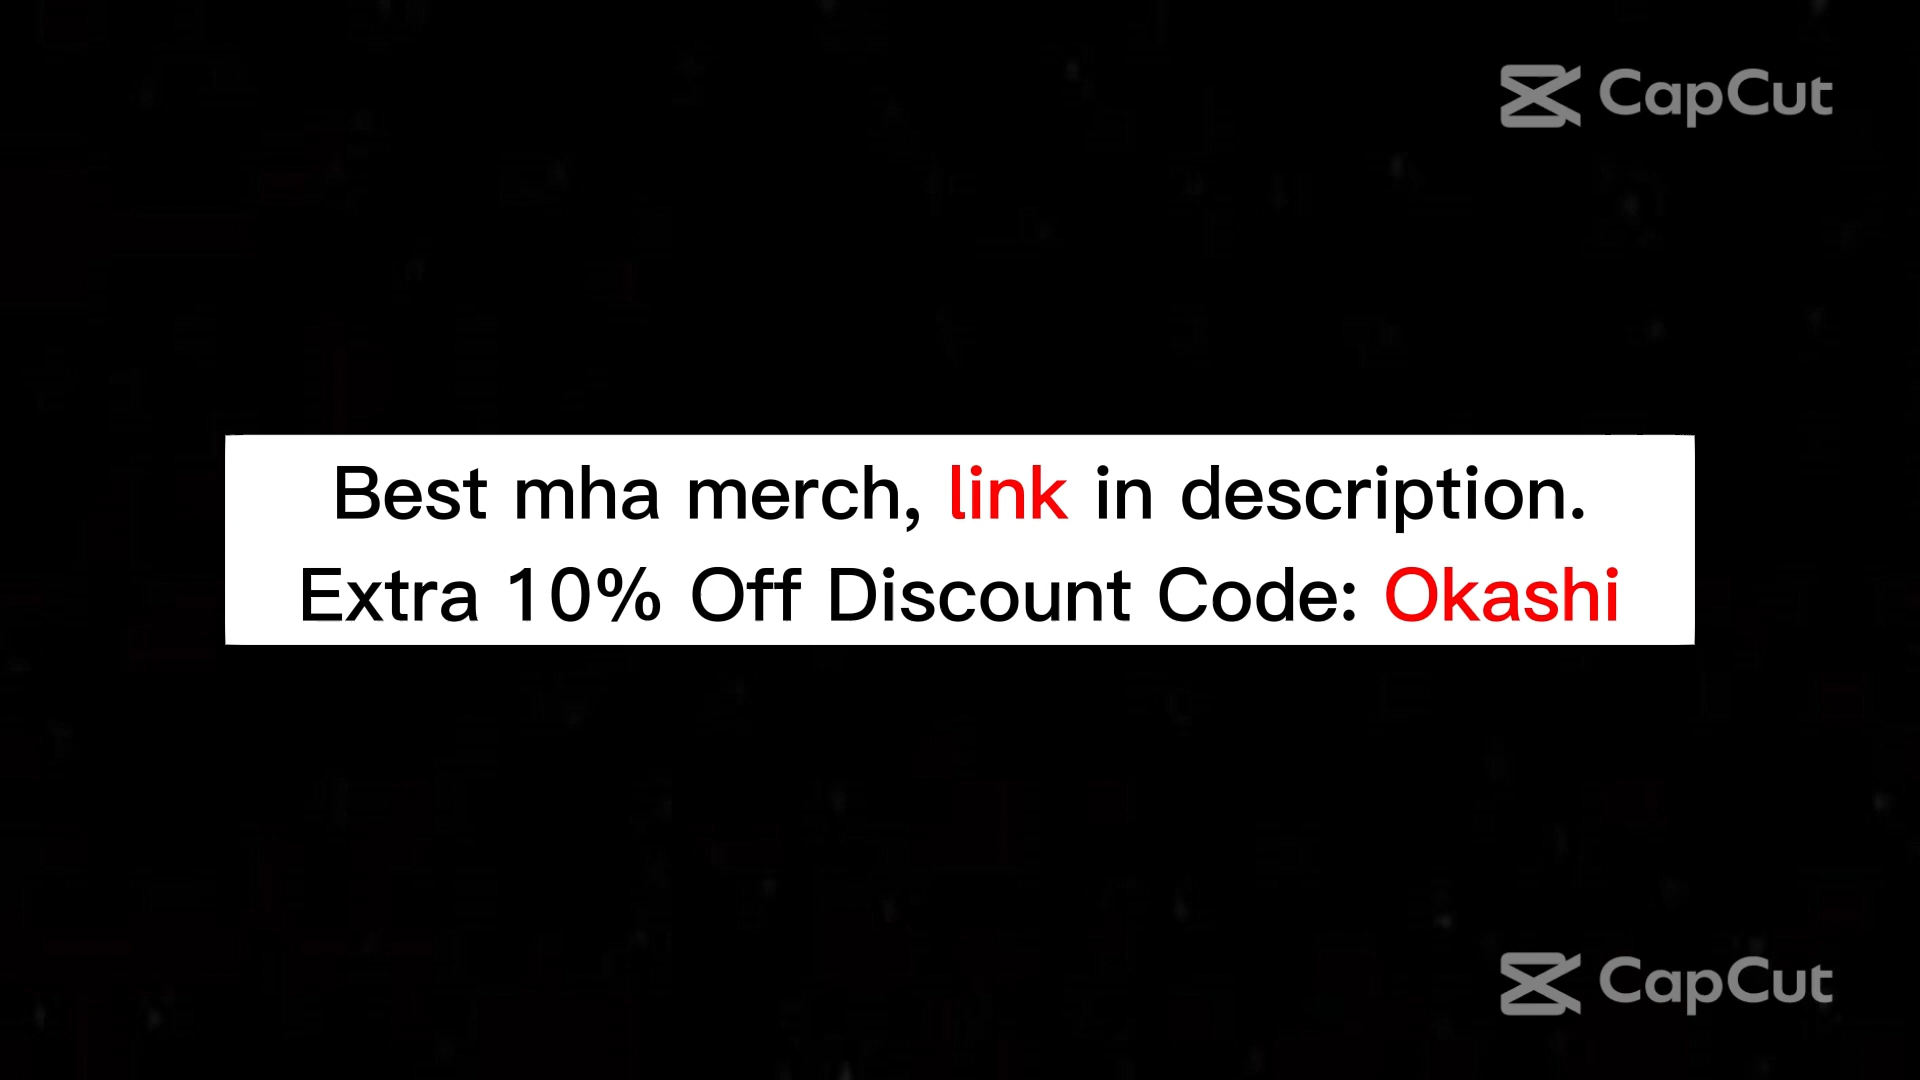 CapCut
Best mha merch, link in description.
Extra 10% Off Discount Code: Okashi
CapCut